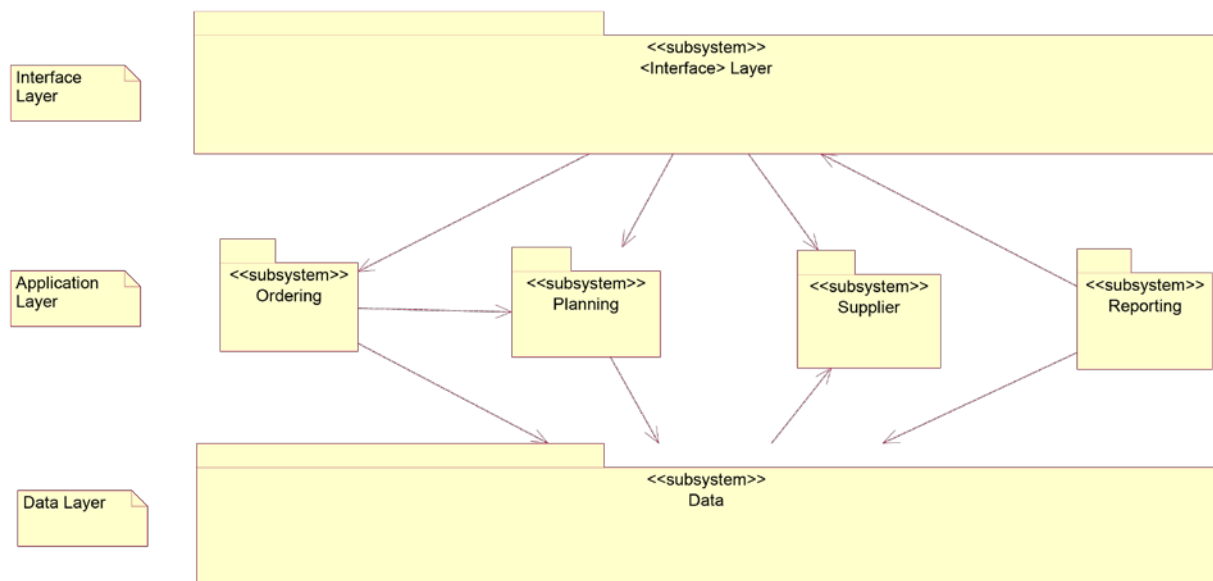 <<subsystem>>
<Interface> Layer
Interface
Layer
<<subsystem>>
Ordering
<<subsystem>>
Planning
<<subsystem>>
Supplier
<<subsystem>>
Reporting
Application
Layer
<<subsystem>>
Data
Data Layer